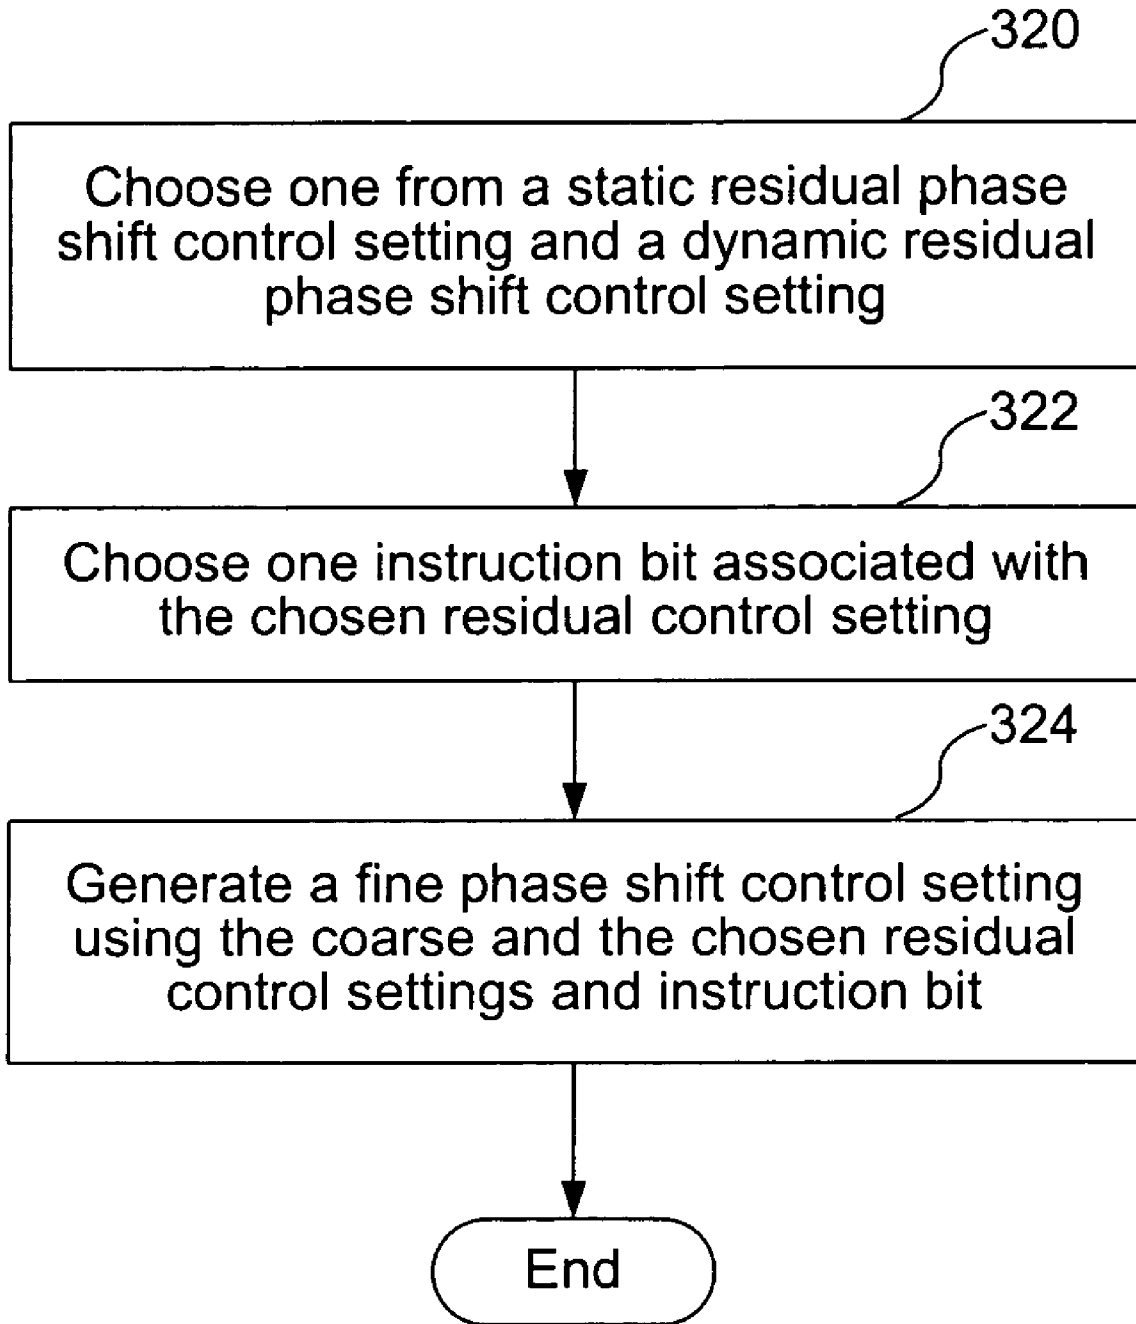 320
Choose one from a static residual phase
shift control setting and a dynamic residual
phase shift control setting
322
Choose one instruction bit associated with
the chosen residual control setting
324
Generate a fine phase shift control setting
using the coarse and the chosen residual
control settings and instruction bit
End